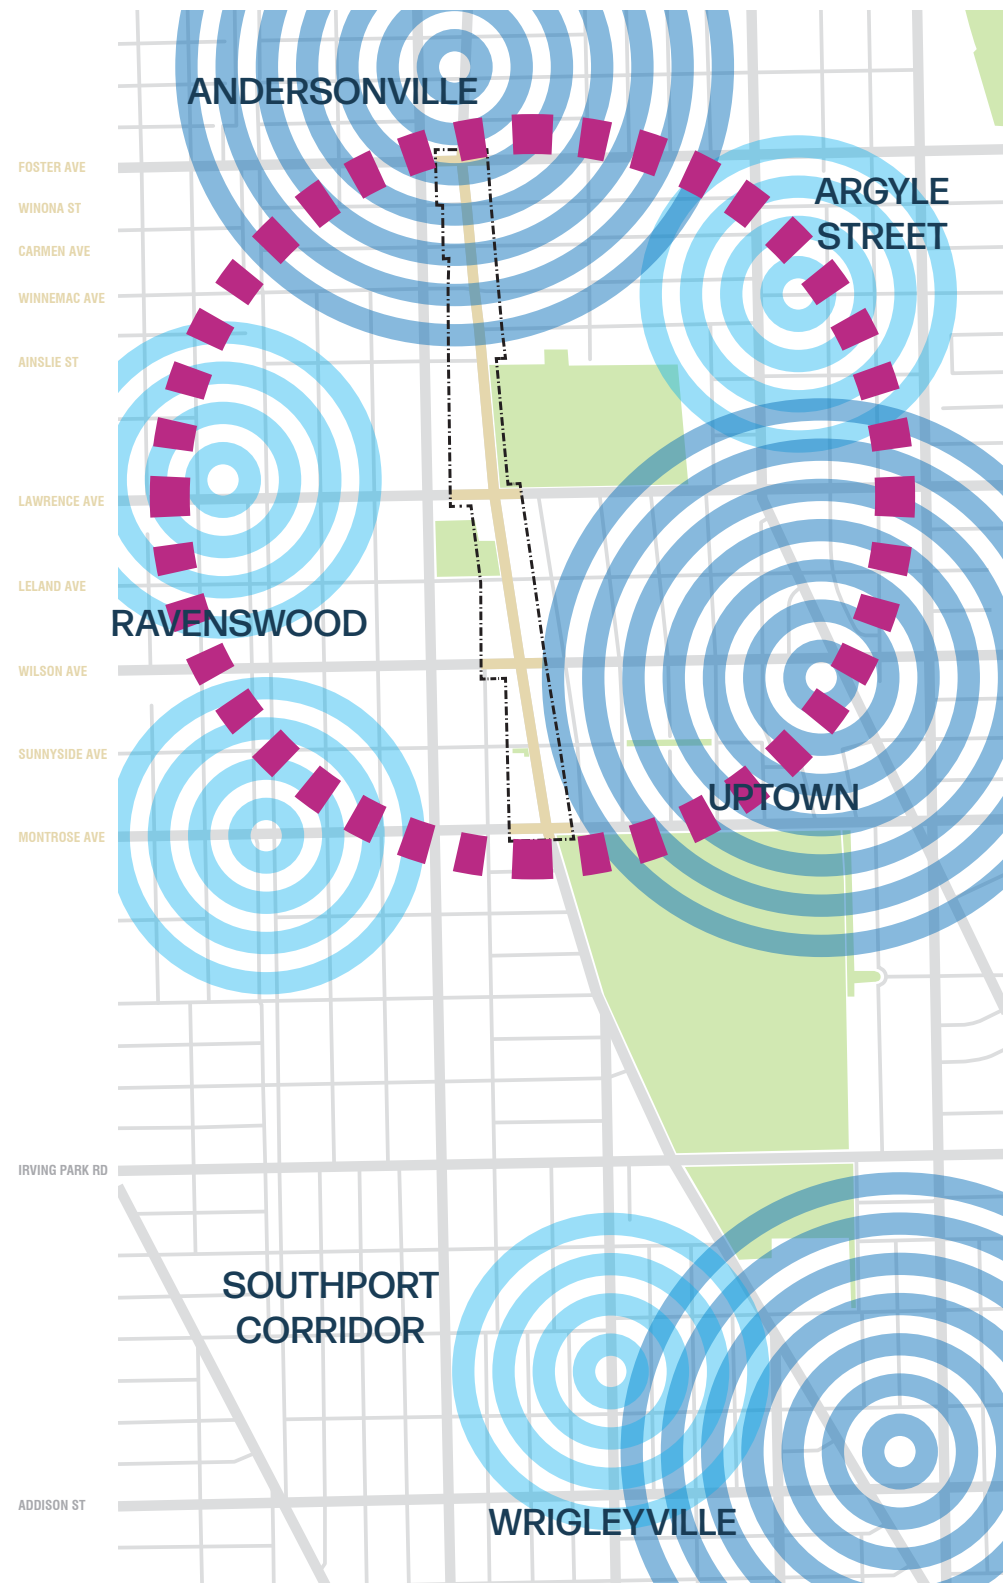 ANDERSONVILLE
FOSTER AVE
ARGYLE
STREET
WINONA ST
CARMEN AVE
WINNEMAC AVE
AINSLIE ST
LAWRENCE AVE
LELAND AVE
RAVENSWOOD
WILSON AVE
SUNNYSIDE AVE
UPTOWN
MONTROSE AVE
IRVING PARK RD
SOUTHPORT
CORRIDOR
ADDISON ST
WRIGLEYVILLE